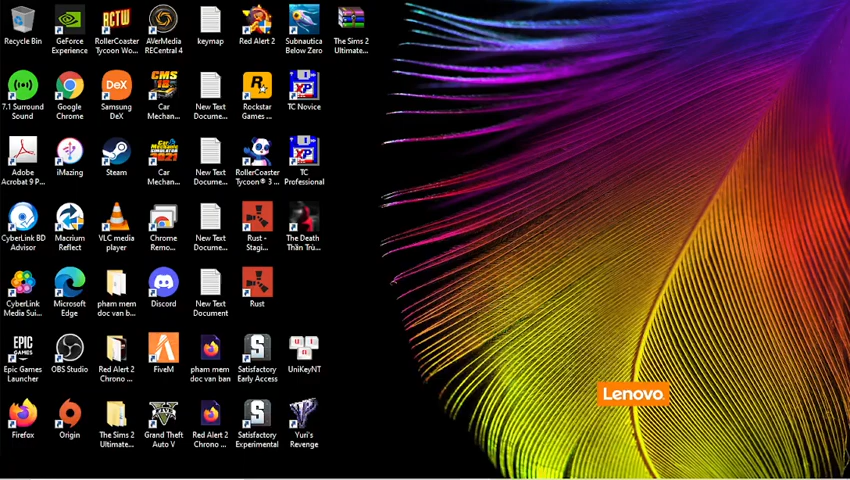 Recycle Bin
GeForce Experience
RollerCoaster Tycoon Wo...
AVerMedia RECentral 4
keymap
Red Alert 2
Subnautica Below Zero
The Sims 2 Ultimate...
7.1 Surround Sound
Google Chrome
Samsung DeX
Car Mechan...
New Text Docume...
Rockstar Games ...
TC Novice
Adobe Acrobat 9 P...
iMazing
Steam
Car Mechan...
New Text Docume...
RollerCoaster Tycoon® 3 ...
TC Professional
CyberLink BD Advisor
Macrium Reflect
VLC media player
Chrome Remo...
New Text Docume...
Rust - Stagi...
The Death Thần Trù...
CyberLink Media Sui...
Microsoft Edge
pham mem doc van b...
Discord
New Text Document
Rust
Epic Games Launcher
OBS Studio
Red Alert 2 Chrono ...
FiveM
pham mem doc van ban
Satisfactory Early Access
UniKeyNT
Firefox
Origin
The Sims 2 Ultimate...
Grand Theft Auto V
Red Alert 2 Chrono ...
Satisfactory Experimental
Yuri's Revenge
Lenovo